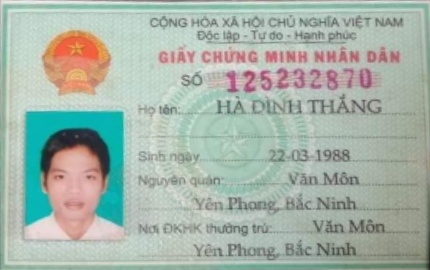 CỘNG HÒA XÃ HỘI CHỦ NGHĨA VIỆT NAM
Độc lập - Tự do - Hạnh phúc
GIẤY CHỨNG MINH NHÂN DÂN
SỐ 125232870
Họ tên: HÀ ĐÌNH THẮNG
Sinh ngày 22-03-1988
Nguyên quán: Văn Môn
Yên Phong, Bắc Ninh
Nơi ĐKHK thường trú: Văn Môn
Yên Phong, Bắc Ninh